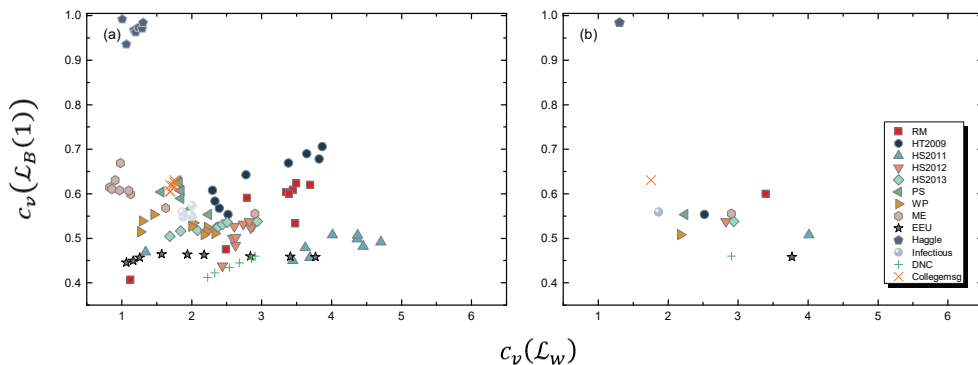 (a)
(b)
1.0
0.9
0.8
0.7
0.6
0.5
0.4
1.0
0.9
0.8
0.7
0.6
0.5
0.4
c_v(ℒ_B(1))
RM
HT2009
HS2011
HS2012
HS2013
PS
WP
ME
EEU
Haggle
Infectious
DNC
Collegemsg
1 2 3 4 5 6
1 2 3 4 5 6
c_v(ℒ_W)